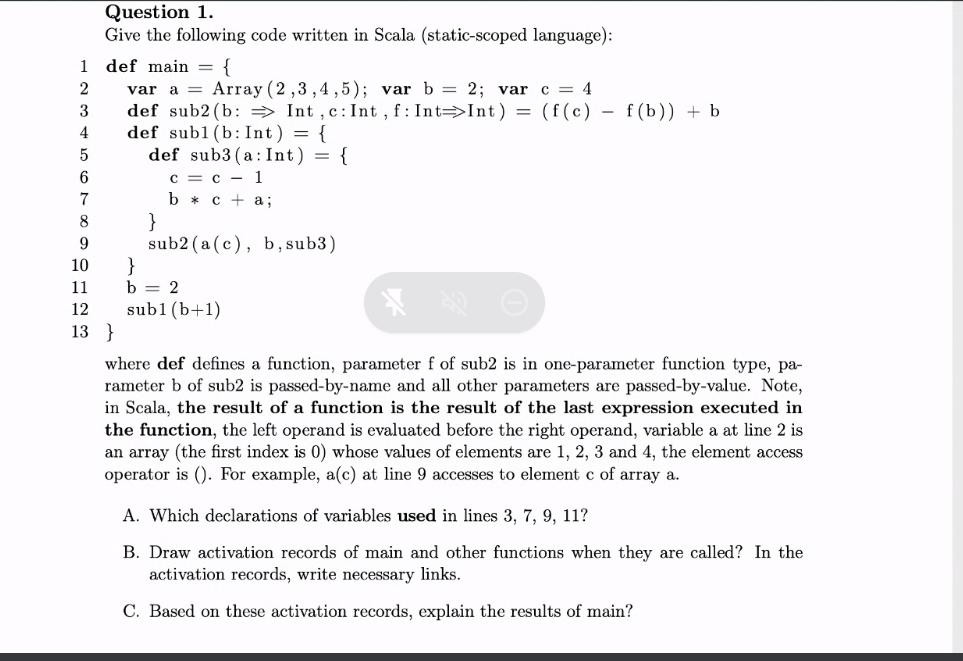 Question 1.
Give the following code written in Scala (static-scoped language):
1 def main = {
2 var a = Array(2,3,4,5); var b = 2; var c = 4
3 def sub2(b: ⇒ Int,c:Int,f:Int⇒Int) = (f(c) − f(b)) + b
4 def sub1(b:Int) = {
5 def sub3(a:Int) = {
6 c = c − 1
7 b * c + a;
8 }
9 sub2(a(c), b,sub3)
10 }
11 b = 2
12 sub1(b+1)
13 }
where def defines a function, parameter f of sub2 is in one-parameter function type, pa-
rameter b of sub2 is passed-by-name and all other parameters are passed-by-value. Note,
in Scala, the result of a function is the result of the last expression executed in
the function, the left operand is evaluated before the right operand, variable a at line 2 is
an array (the first index is 0) whose values of elements are 1, 2, 3 and 4, the element access
operator is (). For example, a(c) at line 9 accesses to element c of array a.
A. Which declarations of variables used in lines 3, 7, 9, 11?
B. Draw activation records of main and other functions when they are called? In the
activation records, write necessary links.
C. Based on these activation records, explain the results of main?